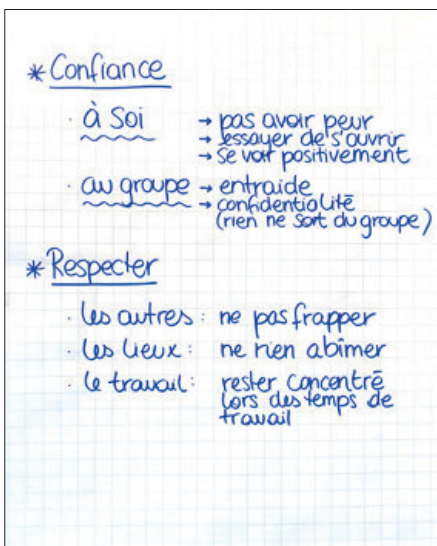 * Confiance
· à soi → pas avoir peur
→ essayer de s'ouvrir
→ se voir positivement
· au groupe → entraide
→ confidentialité
(rien ne sort du groupe)
* Respecter
· les autres : ne pas frapper
· les lieux : ne rien abîmer
· le travail : rester concentré
lors des temps de
travail